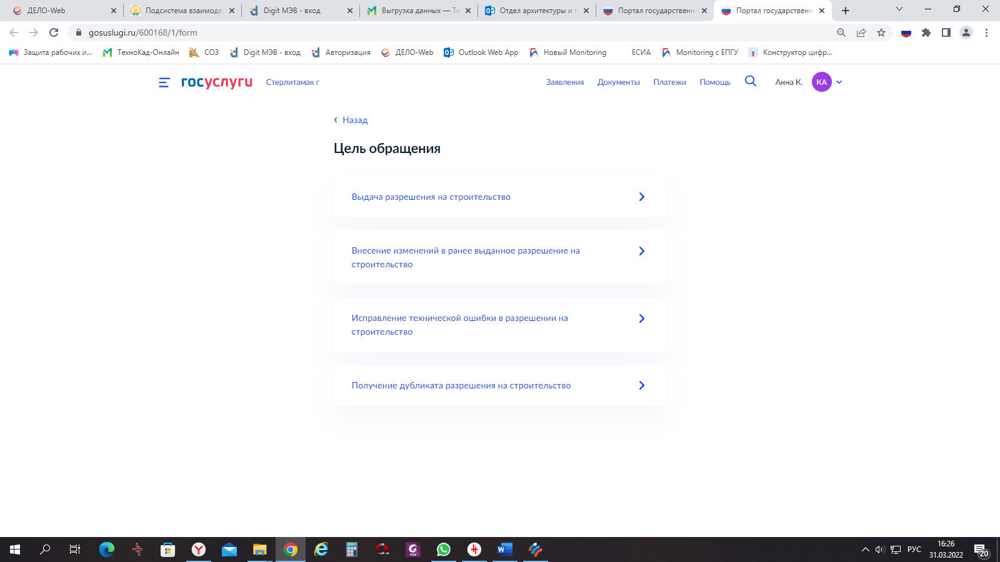 ДЕЛО-Web
Подсистема взаимоде
Digit МЭВ - вход
Выгрузка данных — Те
Отдел архитектуры и г
Портал государственн
Портал государственн
gosuslugi.ru/600168/1/form
Защита рабочих и...
ТехноКад-Онлайн
СОЗ
Digit МЭВ - вход
Авторизация
ДЕЛО-Web
Outlook Web App
Новый Monitoring
ЕСИА
Monitoring с ЕПГУ
Конструктор цифр...
госуслуги
Стерлитамак г
Заявления
Документы
Платежи
Помощь
Анна К.
КА
Назад
Цель обращения
Выдача разрешения на строительство
Внесение изменений в ранее выданное разрешение на
строительство
Исправление технической ошибки в разрешении на
строительство
Получение дубликата разрешения на строительство
РУС
16:26
31.03.2022
20